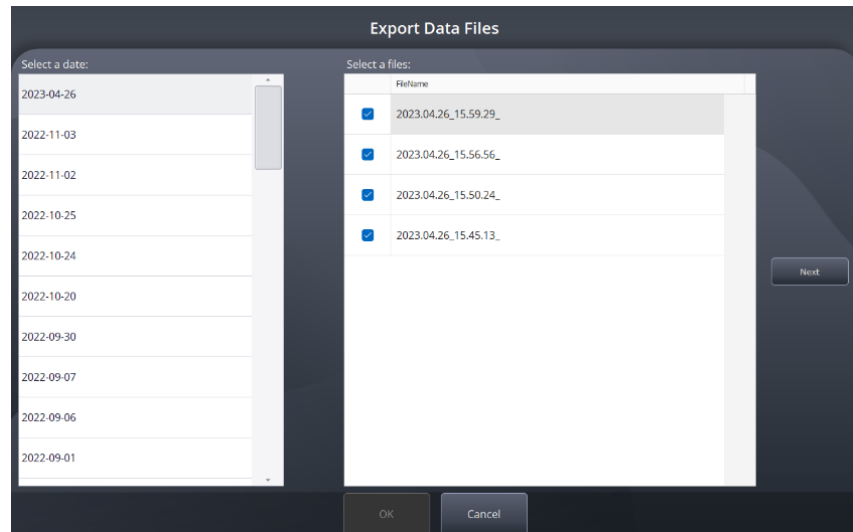 Export Data Files
Select a date:
2023-04-26
2022-11-03
2022-11-02
2022-10-25
2022-10-24
2022-10-20
2022-09-30
2022-09-07
2022-09-06
2022-09-01
Select a files:
FileName
2023.04.26_15.59.29_
2023.04.26_15.56.56_
2023.04.26_15.50.24_
2023.04.26_15.45.13_
Next
OK
Cancel